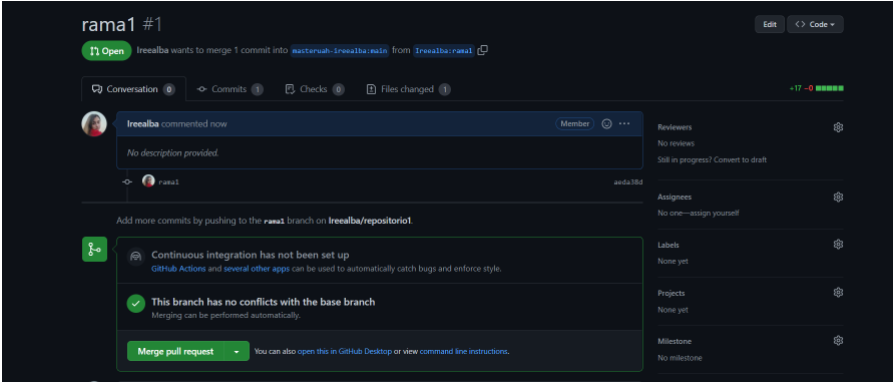 rama1 #1
Edit
<> Code
Open
Ireealba wants to merge 1 commit into masteruah-ireealba:main from Ireealba:rama1
Conversation 0
Commits 1
Checks 0
Files changed 1
+17 −0
Ireealba commented now
Member
No description provided.
rama1
aeda38d
Add more commits by pushing to the rama1 branch on Ireealba/repositorio1.
Continuous integration has not been set up
GitHub Actions and several other apps can be used to automatically catch bugs and enforce style.
This branch has no conflicts with the base branch
Merging can be performed automatically.
Merge pull request
You can also open this in GitHub Desktop or view command line instructions.
Reviewers
No reviews
Still in progress? Convert to draft
Assignees
No one—assign yourself
Labels
None yet
Projects
None yet
Milestone
No milestone